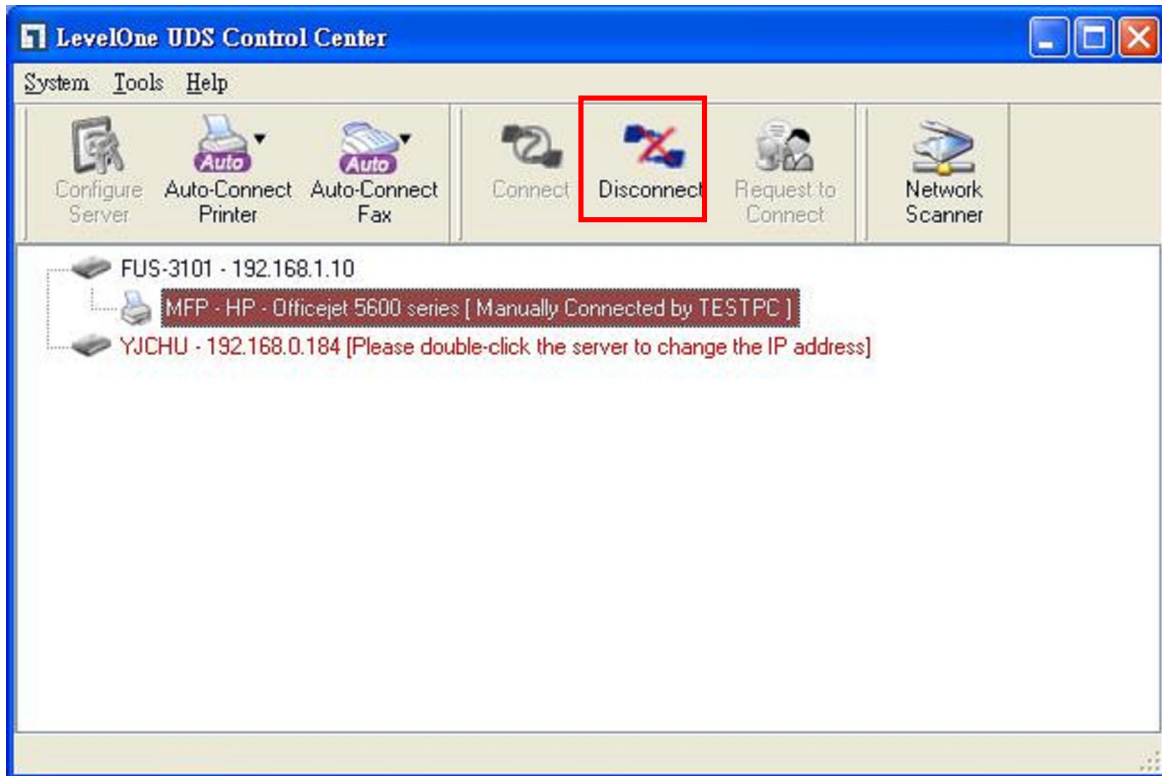 LevelOne UDS Control Center
System Tools Help
Configure Server
Auto
Auto-Connect Printer
Auto
Auto-Connect Fax
Connect
Disconnect
Request to Connect
Network Scanner
FUS-3101 - 192.168.1.10
MFP - HP - Officejet 5600 series [ Manually Connected by TESTPC ]
YJCHU - 192.168.0.184 [Please double-click the server to change the IP address]